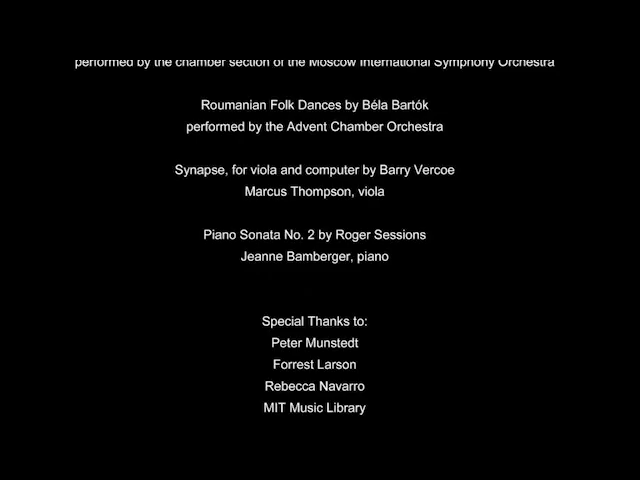 performed by the chamber section of the Moscow International Symphony Orchestra
Roumanian Folk Dances by Béla Bartók
performed by the Advent Chamber Orchestra
Synapse, for viola and computer by Barry Vercoe
Marcus Thompson, viola
Piano Sonata No. 2 by Roger Sessions
Jeanne Bamberger, piano
Special Thanks to:
Peter Munstedt
Forrest Larson
Rebecca Navarro
MIT Music Library